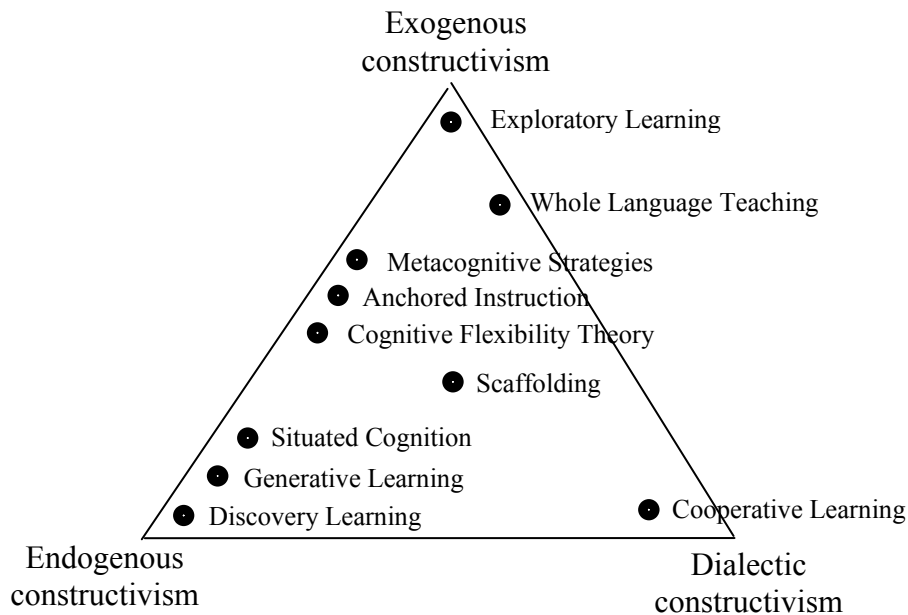 Exogenous
constructivism
Exploratory Learning
Whole Language Teaching
Metacognitive Strategies
Anchored Instruction
Cognitive Flexibility Theory
Scaffolding
Situated Cognition
Generative Learning
Discovery Learning
Cooperative Learning
Endogenous
constructivism
Dialectic
constructivism